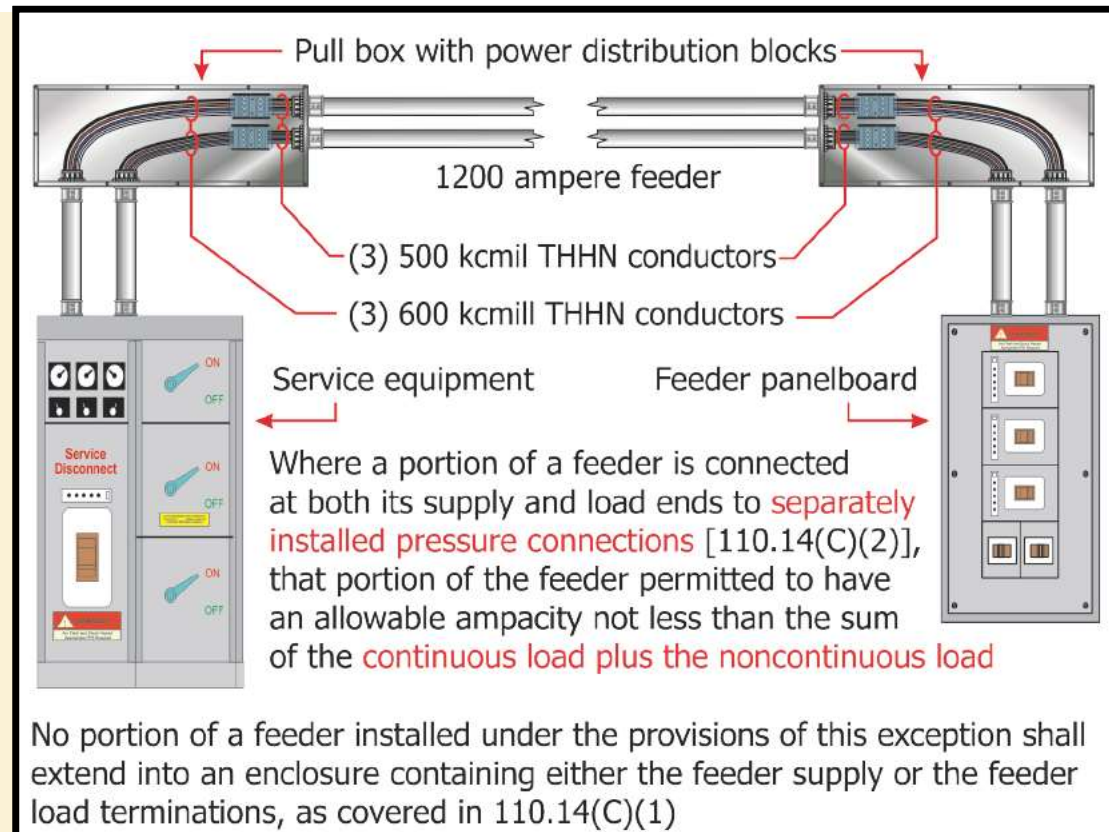 Pull box with power distribution blocks
1200 ampere feeder
(3) 500 kcmil THHN conductors
(3) 600 kcmill THHN conductors
Service equipment
Feeder panelboard
Service
Disconnect
ON
OFF
ON
OFF
ON
OFF
Where a portion of a feeder is connected
at both its supply and load ends to separately
installed pressure connections [110.14(C)(2)],
that portion of the feeder permitted to have
an allowable ampacity not less than the sum
of the continuous load plus the noncontinuous load
No portion of a feeder installed under the provisions of this exception shall
extend into an enclosure containing either the feeder supply or the feeder
load terminations, as covered in 110.14(C)(1)